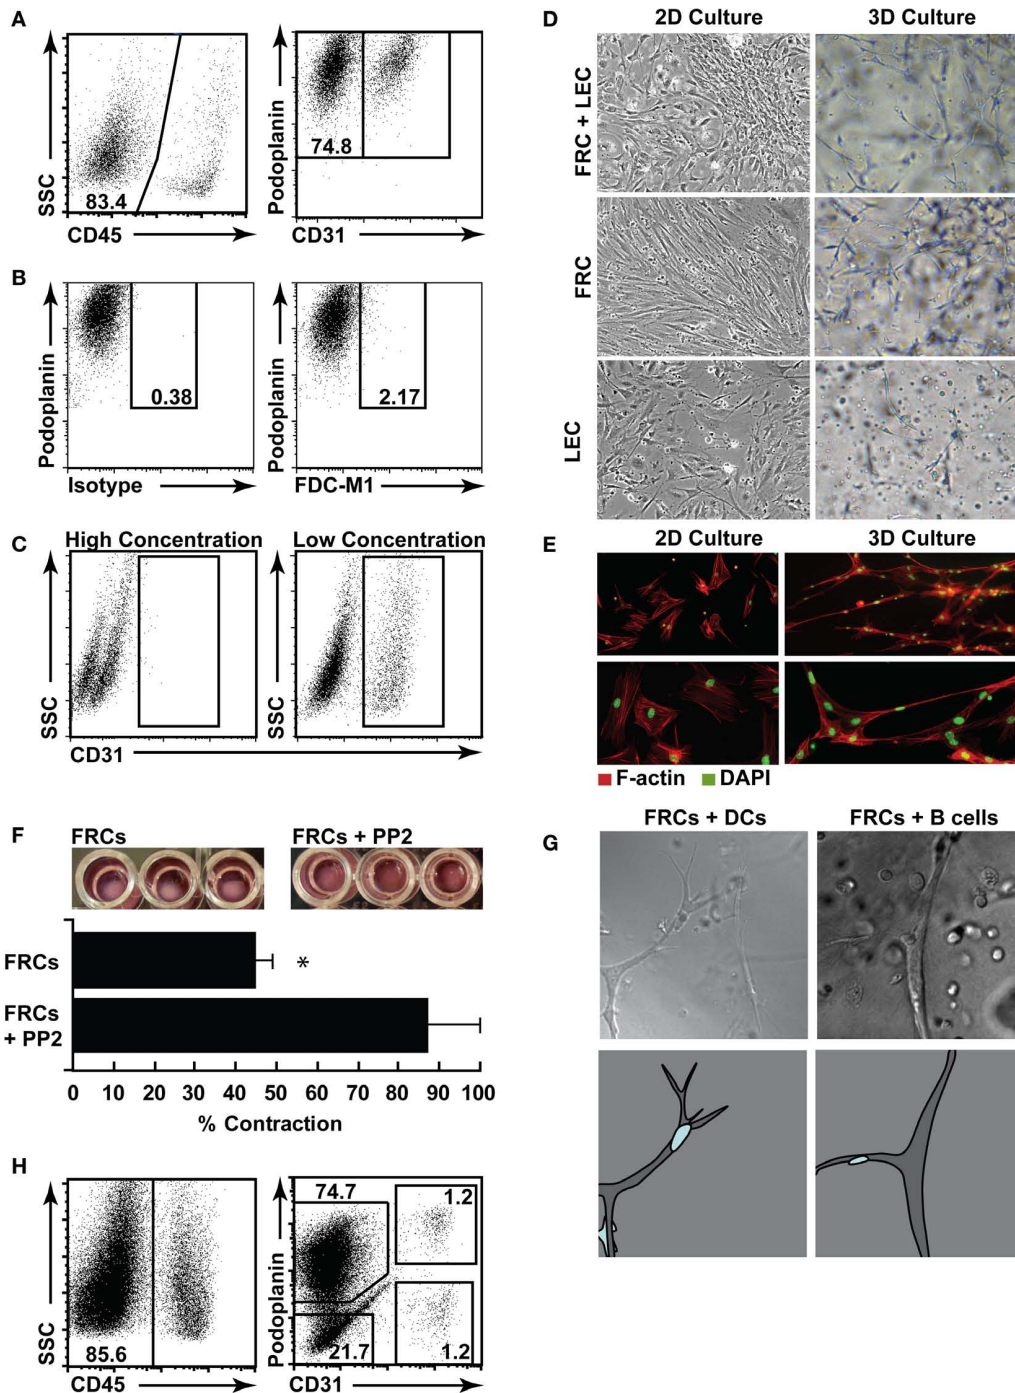 A
SSC
83.4
CD45
Podoplanin
74.8
CD31
B
Podoplanin
0.38
Isotype
Podoplanin
2.17
FDC-M1
C
High Concentration
Low Concentration
SSC
SSC
CD31
F
FRCs
FRCs + PP2
FRCs
*
FRCs
+ PP2
0 10 20 30 40 50 60 70 80 90 100
% Contraction
H
SSC
85.6
CD45
Podoplanin
74.7
1.2
21.7
1.2
CD31
D
2D Culture
3D Culture
FRC + LEC
FRC
LEC
E
2D Culture
3D Culture
F-actin
DAPI
G
FRCs + DCs
FRCs + B cells